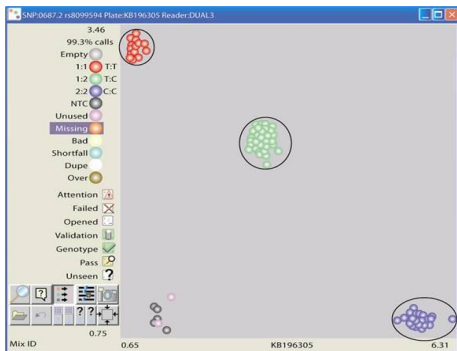 SNP:0687.2 rs8099594 Plate:KB196305 Reader:DUAL3
3.46
99.3% calls
Empty
1:1 T:T
1:2 T:C
2:2 C:C
NTC
Unused
Missing
Bad
Shortfall
Dupe
Over
Attention
Failed
Opened
Validation
Genotype
Pass
Unseen ?
? ?
0.75
Mix ID 0.65 KB196305 6.31